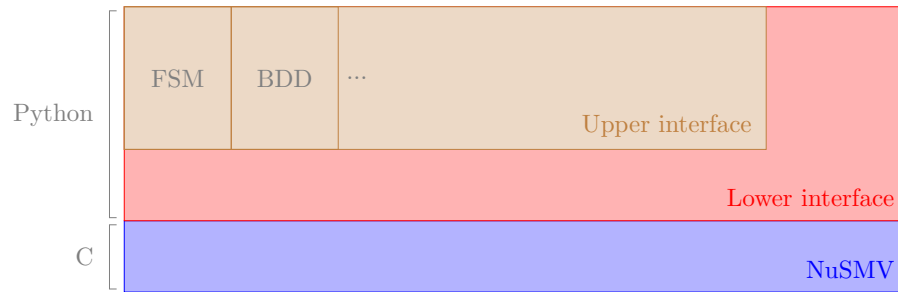 FSM BDD ...
Python
Upper interface
Lower interface
C
NuSMV